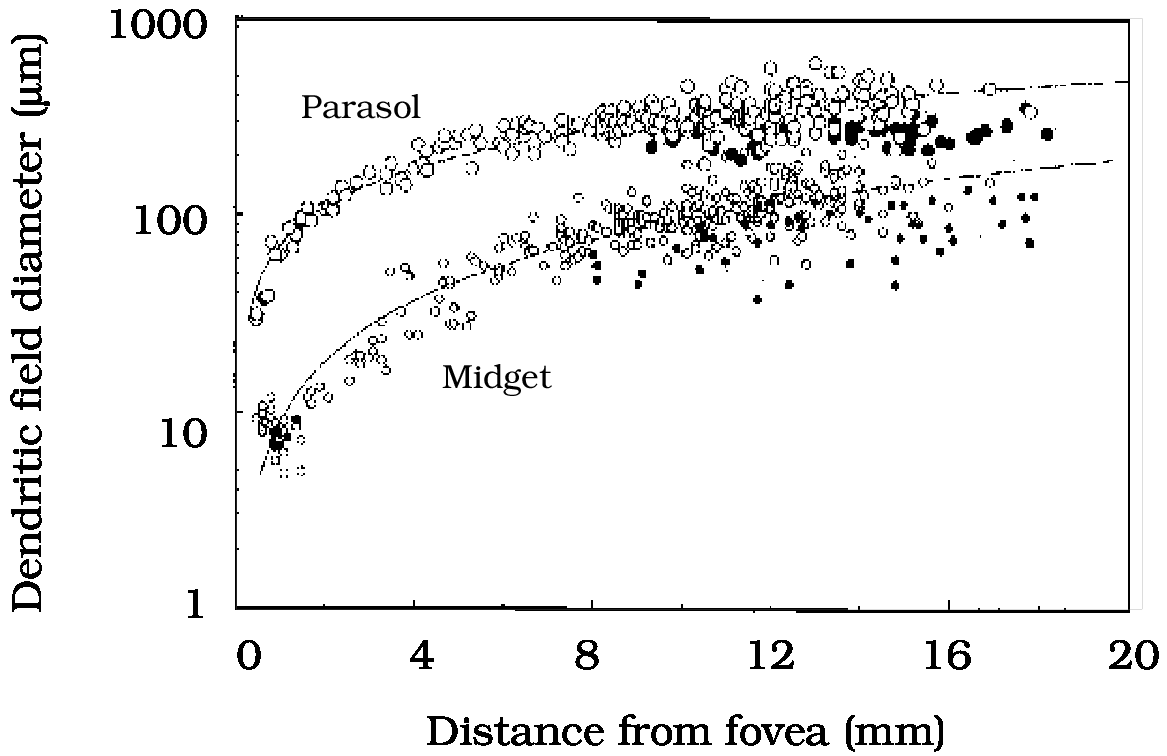 Dendritic field diameter (μm)
1000
100
10
1
Parasol
Midget
0 4 8 12 16 20
Distance from fovea (mm)